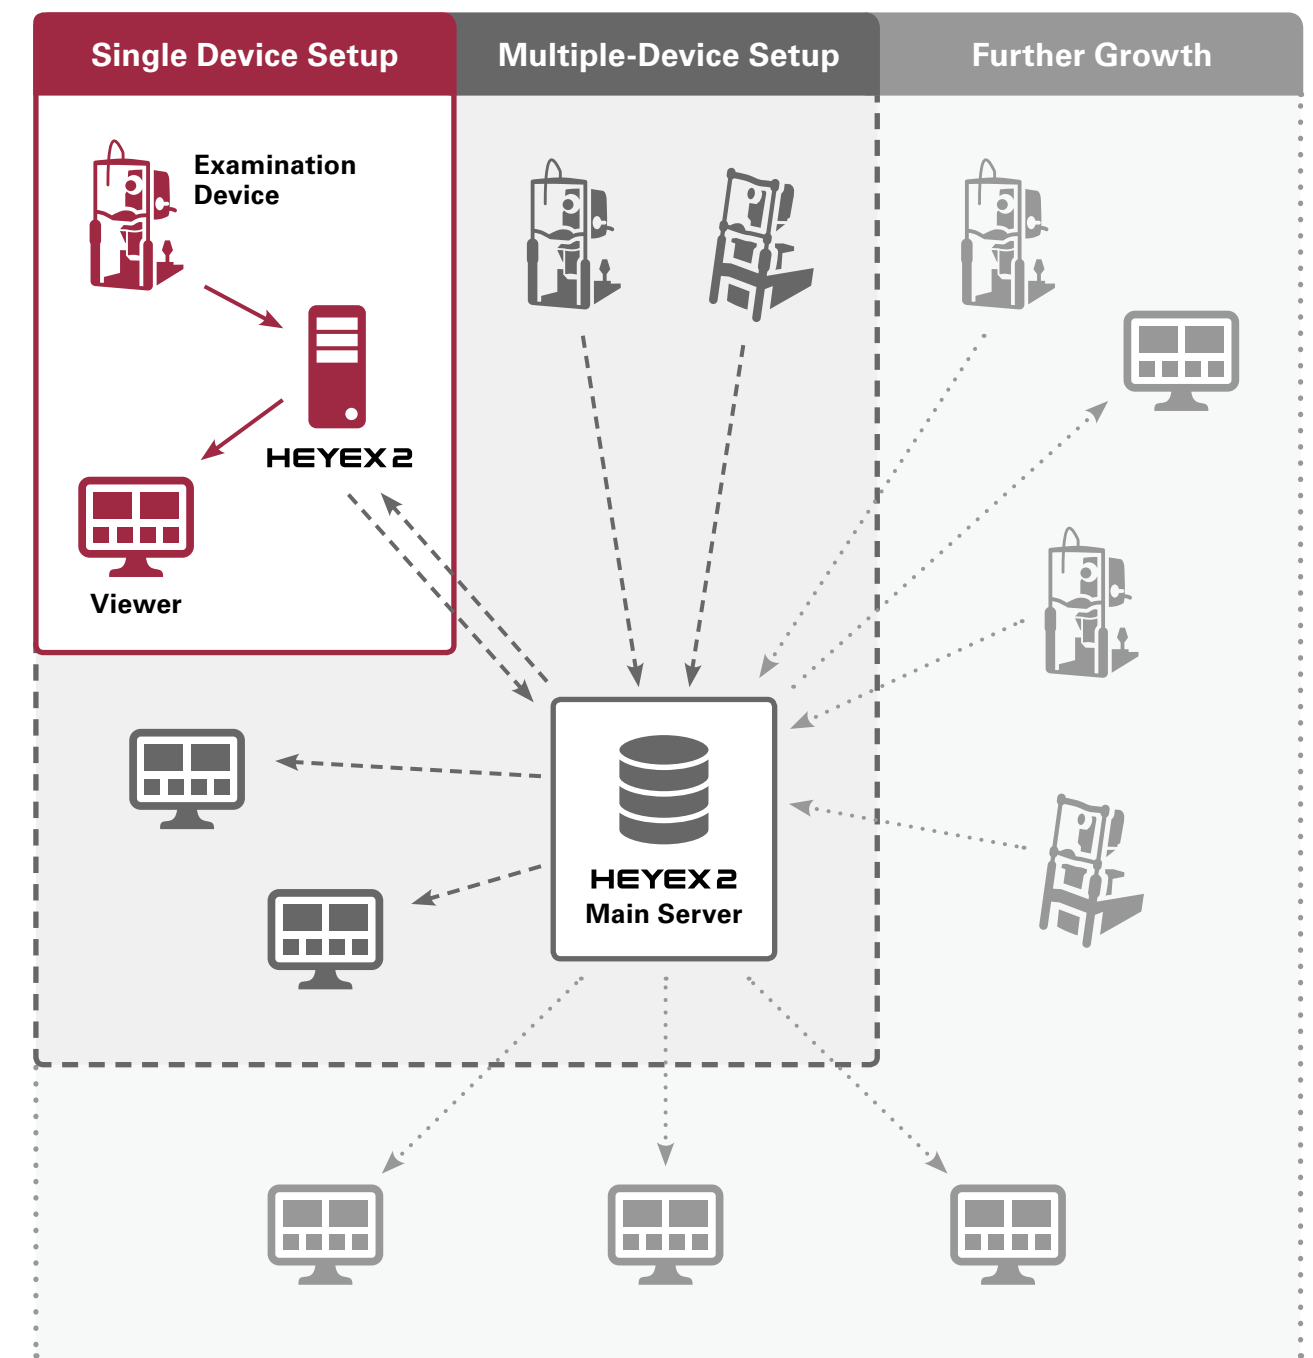 Single Device Setup
Multiple-Device Setup
Further Growth
Examination
Device
HEYEX 2
Viewer
HEYEX 2
Main Server